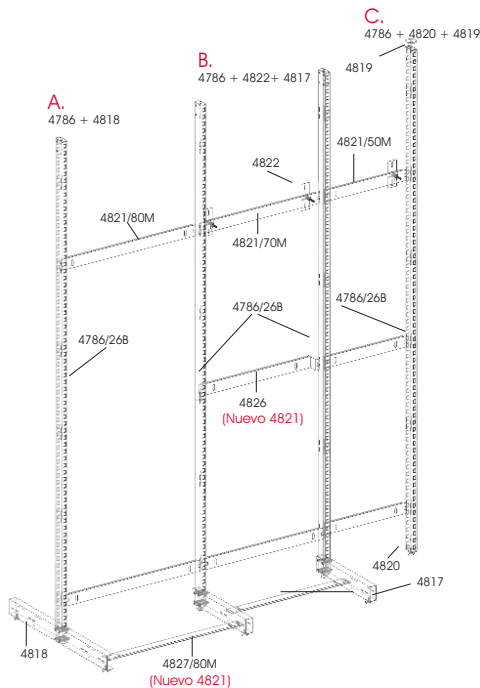 C.
4786 + 4820 + 4819
B.
4819
4786 + 4822+ 4817
A.
4786 + 4818
4821/50M
4822
4821/80M
4821/70M
4786/26B
4786/26B
4786/26B
4826
(Nuevo 4821)
4820
4817
4818
4827/80M
(Nuevo 4821)